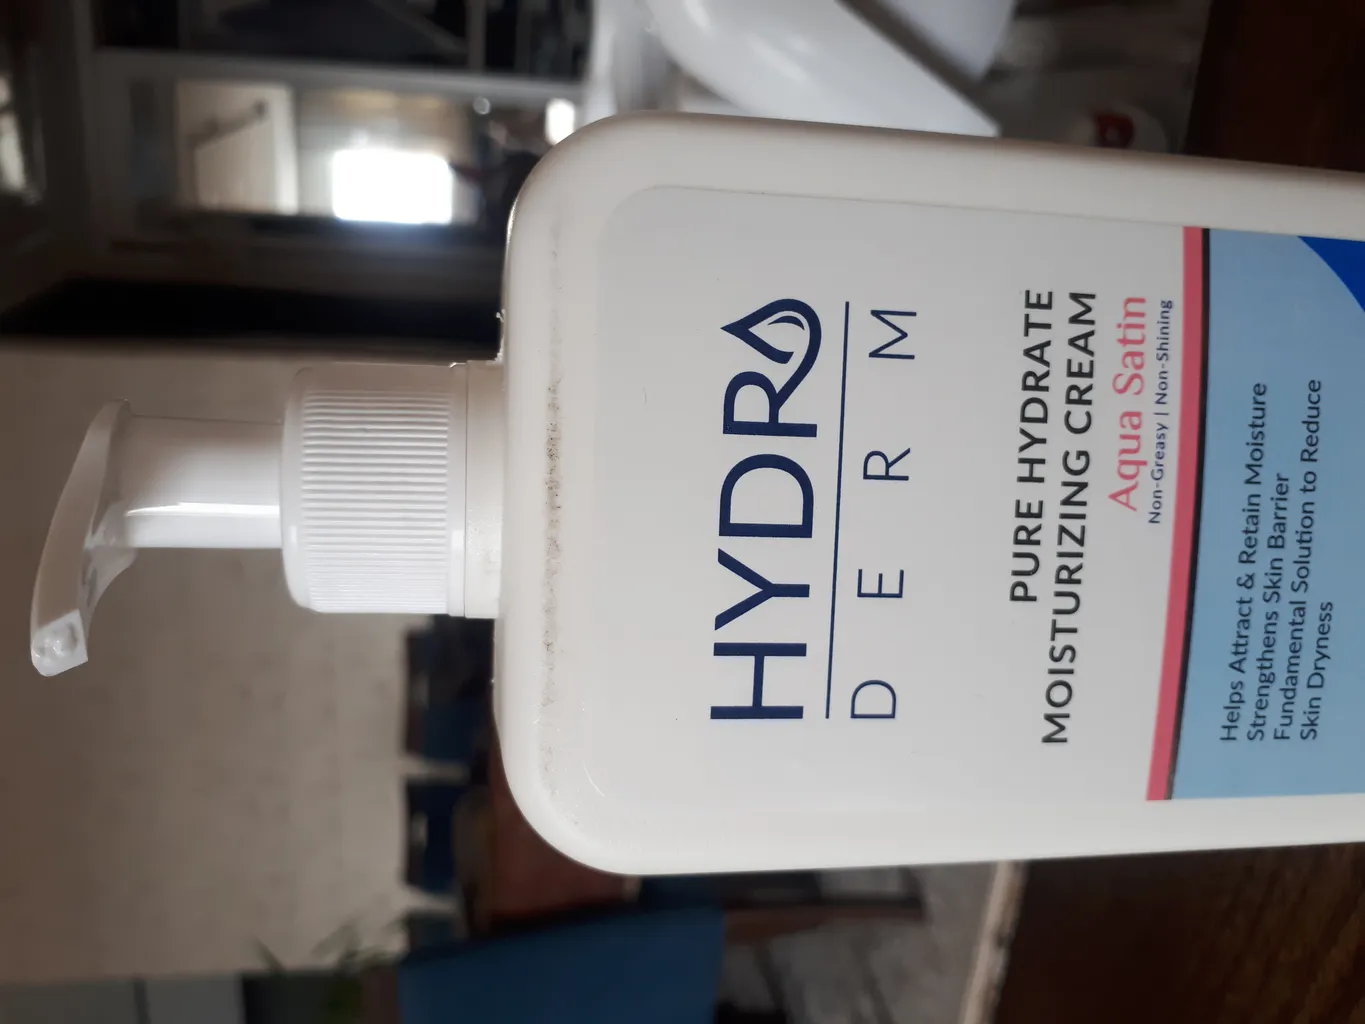 HYDRO
DERM
PURE HYDRATE
MOISTURIZING CREAM
Aqua Satin
Non-Greasy | Non-Shining
Helps Attract & Retain Moisture
Strengthens Skin Barrier
Fundamental Solution to Reduce
Skin Dryness